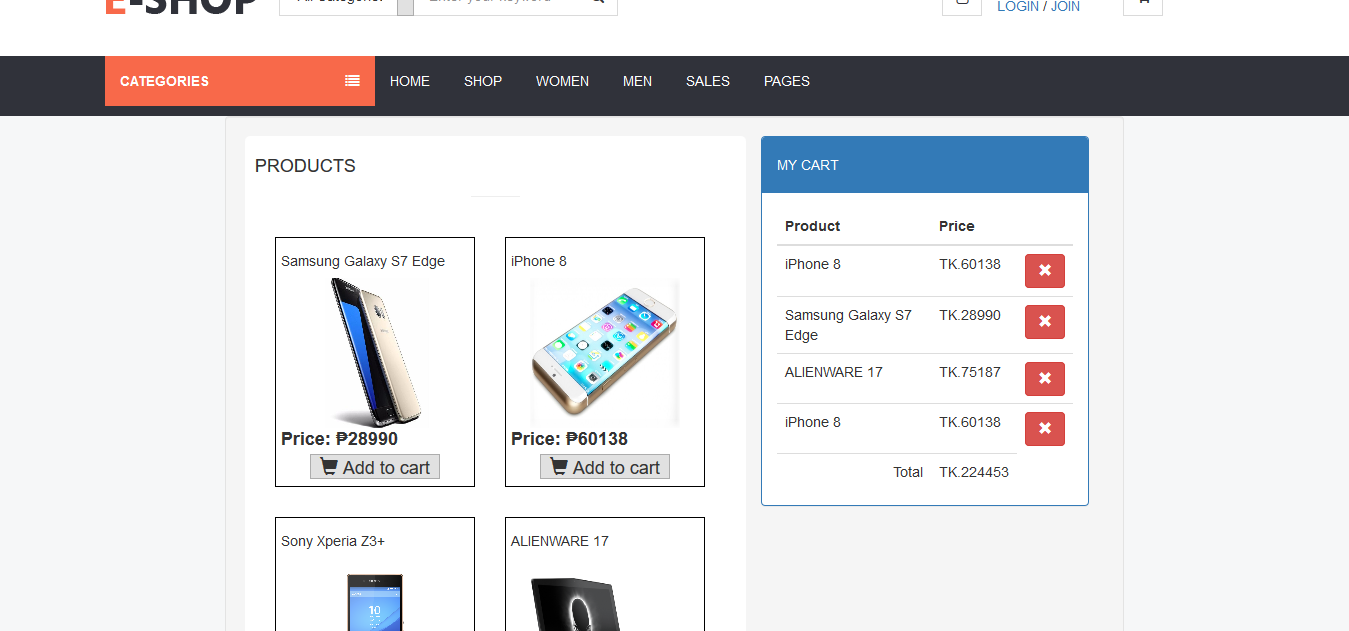 E-SHOP
LOGIN / JOIN
CATEGORIES
HOME SHOP WOMEN MEN SALES PAGES
PRODUCTS
Samsung Galaxy S7 Edge
Price: ₱28990
Add to cart
iPhone 8
Price: ₱60138
Add to cart
Sony Xperia Z3+
ALIENWARE 17
MY CART
Product Price
iPhone 8 TK.60138
Samsung Galaxy S7 TK.28990
Edge
ALIENWARE 17 TK.75187
iPhone 8 TK.60138
Total TK.224453